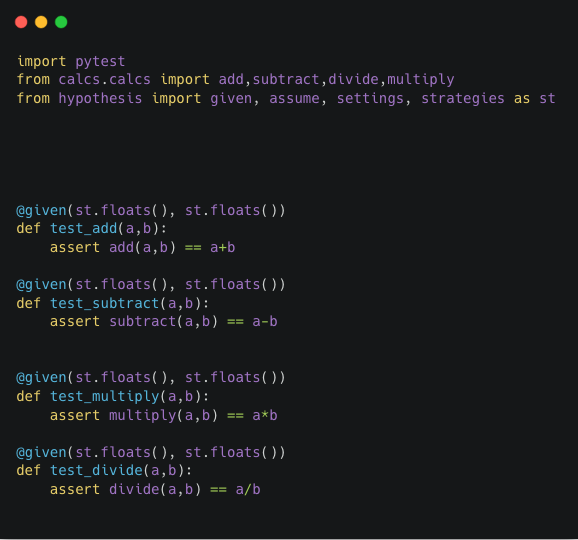 import pytest
from calcs.calcs import add,subtract,divide,multiply
from hypothesis import given, assume, settings, strategies as st
@given(st.floats(), st.floats())
def test_add(a,b):
    assert add(a,b) == a+b
@given(st.floats(), st.floats())
def test_subtract(a,b):
    assert subtract(a,b) == a-b
@given(st.floats(), st.floats())
def test_multiply(a,b):
    assert multiply(a,b) == a*b
@given(st.floats(), st.floats())
def test_divide(a,b):
    assert divide(a,b) == a/b